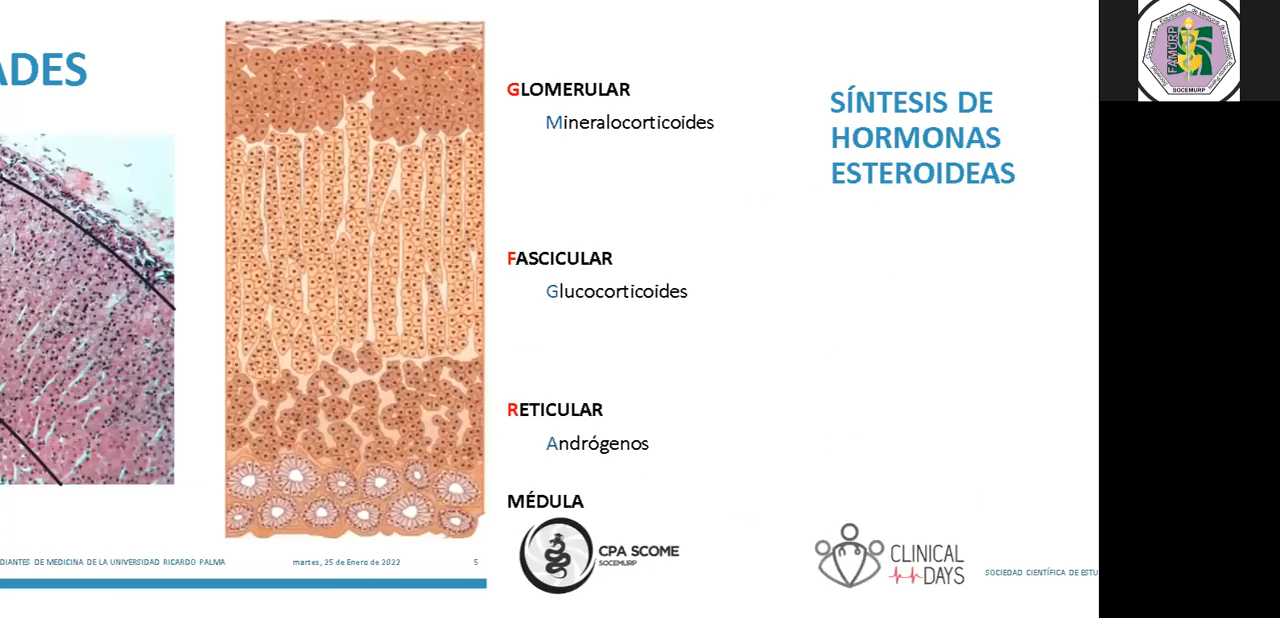 ADES
GLOMERULAR
Mineralocorticoides
FASCICULAR
Glucocorticoides
RETICULAR
Andrógenos
MÉDULA
CPA SCOME
SOCEMURP
DIANTES DE MEDICINA DE LA UNIVERSIDAD RICARDO PALMA
martes, 25 de Enero de 2022
5
SÍNTESIS DE
HORMONAS
ESTEROIDEAS
CLINICAL
DAYS
SOCIEDAD CIENTÍFICA DE ESTU
FAMURP
SOCEMURP